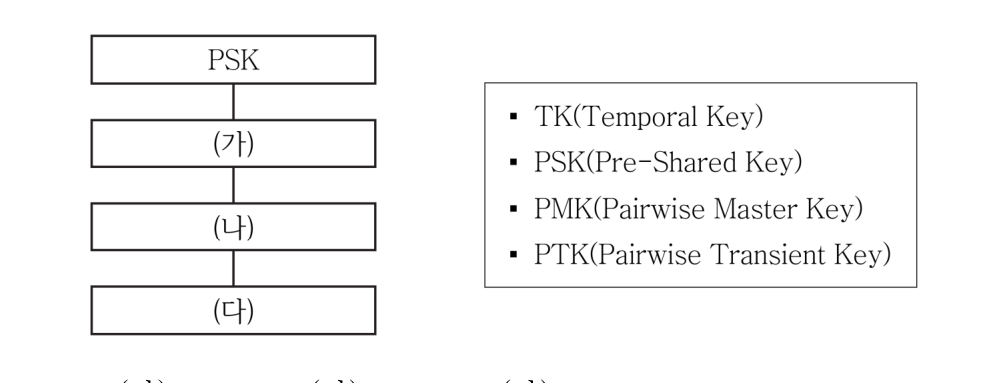 PSK
(가)
(나)
(다)
▪ TK(Temporal Key)
▪ PSK(Pre-Shared Key)
▪ PMK(Pairwise Master Key)
▪ PTK(Pairwise Transient Key)